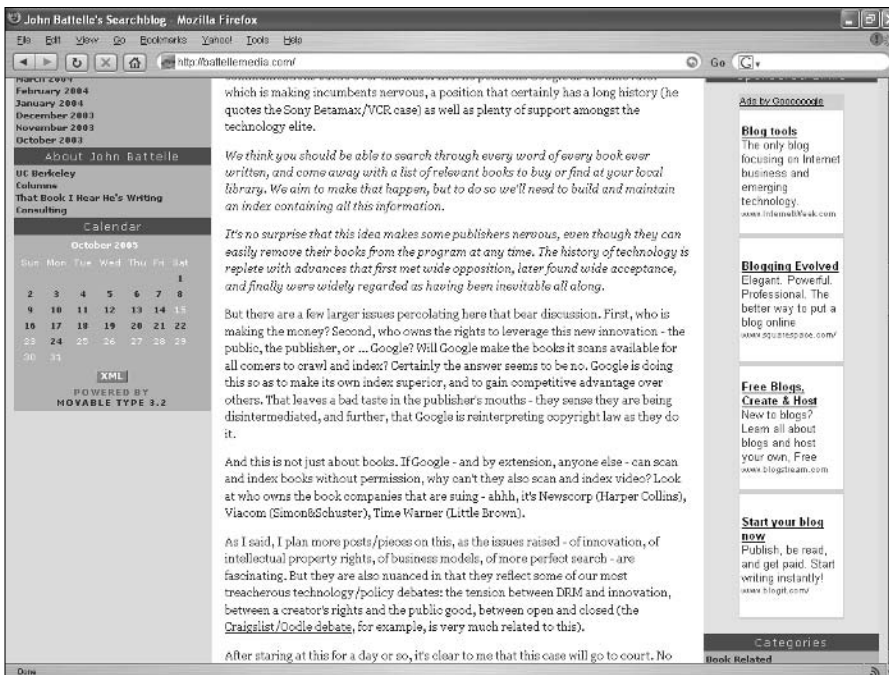 John Battelle's Searchblog - Mozilla Firefox
File Edit View Go Bookmarks Yahoo! Tools Help
http://battellemedia.com/
Go
G
March 2004
February 2004
January 2004
December 2003
November 2003
October 2003
About John Battelle
UC Berkeley
Columns
That Book I Hear He's Writing
Consulting
Calendar
October 2005
Sun Mon Tue Wed Thu Fri Sat
1
2 3 4 5 6 7 8
9 10 11 12 13 14 15
16 17 18 19 20 21 22
23 24 25 26 27 28 29
30 31
XML
POWERED BY
MOVABLE TYPE 3.2
which is making incumbents nervous, a position that certainly has a long history (he
quotes the Sony Betamax/VCR case) as well as plenty of support amongst the
technology elite.
We think you should be able to search through every word of every book ever
written, and come away with a list of relevant books to buy or find at your local
library. We aim to make that happen, but to do so we'll need to build and maintain
an index containing all this information.
It's no surprise that this idea makes some publishers nervous, even though they can
easily remove their books from the program at any time. The history of technology is
replete with advances that first met wide opposition, later found wide acceptance,
and finally were widely regarded as having been inevitable all along.
But there are a few larger issues percolating here that bear discussion. First, who is
making the money? Second, who owns the rights to leverage this new innovation - the
public, the publisher, or ... Google? Will Google make the books it scans available for
all comers to crawl and index? Certainly the answer seems to be no. Google is doing
this so as to make its own index superior, and to gain competitive advantage over
others. That leaves a bad taste in the publisher's mouths - they sense they are being
disintermediated, and further, that Google is reinterpreting copyright law as they do
it.
And this is not just about books. If Google - and by extension, anyone else - can scan
and index books without permission, why can't they also scan and index video? Look
at who owns the book companies that are suing - ahhh, it's Newscorp (Harper Collins),
Viacom (Simon&Schuster), Time Warner (Little Brown).
As I said, I plan more posts/pieces on this, as the issues raised - of innovation, of
intellectual property rights, of business models, of more perfect search - are
fascinating. But they are also nuanced in that they reflect some of our most
treacherous technology/policy debates: the tension between DRM and innovation,
between a creator's rights and the public good, between open and closed (the
Craigslist/Oodle debate, for example, is very much related to this).
After staring at this for a day or so, it's clear to me that this case will go to court. No
Ads by Goooooogle
Blog tools
The only blog
focusing on Internet
business and
emerging
technology.
www.InternetWeek.com
Blogging Evolved
Elegant. Powerful.
Professional. The
better way to put a
blog online
www.squarespace.com/
Free Blogs,
Create & Host
New to blogs?
Learn all about
blogs and host
your own, Free
www.blogstream.com
Start your blog
now
Publish, be read,
and get paid. Start
writing instantly!
www.blogit.com/
Categories
Book Related
Done